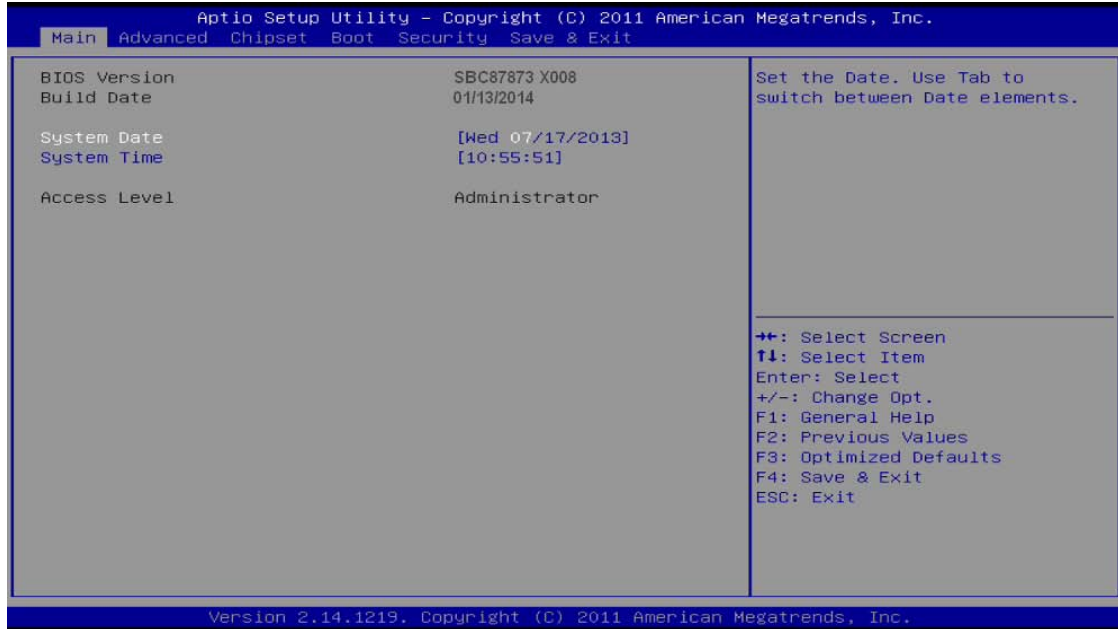 Aptio Setup Utility – Copyright (C) 2011 American Megatrends, Inc.
Main Advanced Chipset Boot Security Save & Exit
BIOS Version SBC87873 X008
Build Date 01/13/2014
System Date [Wed 07/17/2013]
System Time [10:55:51]
Access Level Administrator
Set the Date. Use Tab to
switch between Date elements.
→←: Select Screen
↑↓: Select Item
Enter: Select
+/-: Change Opt.
F1: General Help
F2: Previous Values
F3: Optimized Defaults
F4: Save & Exit
ESC: Exit
Version 2.14.1219. Copyright (C) 2011 American Megatrends, Inc.